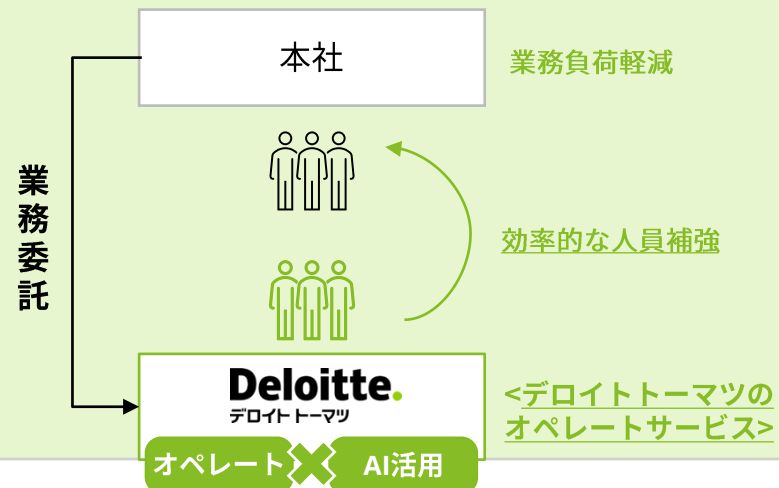 本社
業務負荷軽減
業務委託
効率的な人員補強
Deloitte.
デロイト トーマツ
<デロイトトーマツの
オペレートサービス>
オペレート
AI活用